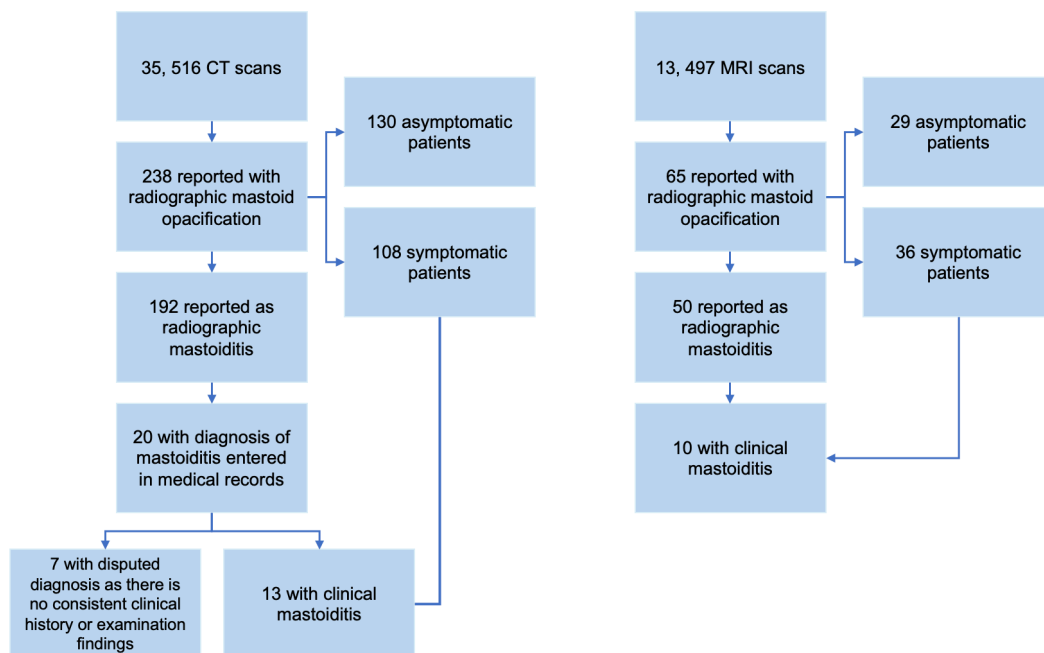 35, 516 CT scans
130 asymptomatic
patients
238 reported with
radiographic mastoid
opacification
108 symptomatic
patients
192 reported as
radiographic
mastoiditis
20 with diagnosis of
mastoiditis entered
in medical records
7 with disputed
diagnosis as there is
no consistent clinical
history or examination
findings
13 with clinical
mastoiditis
13, 497 MRI scans
29 asymptomatic
patients
65 reported with
radiographic mastoid
opacification
36 symptomatic
patients
50 reported as
radiographic
mastoiditis
10 with clinical
mastoiditis